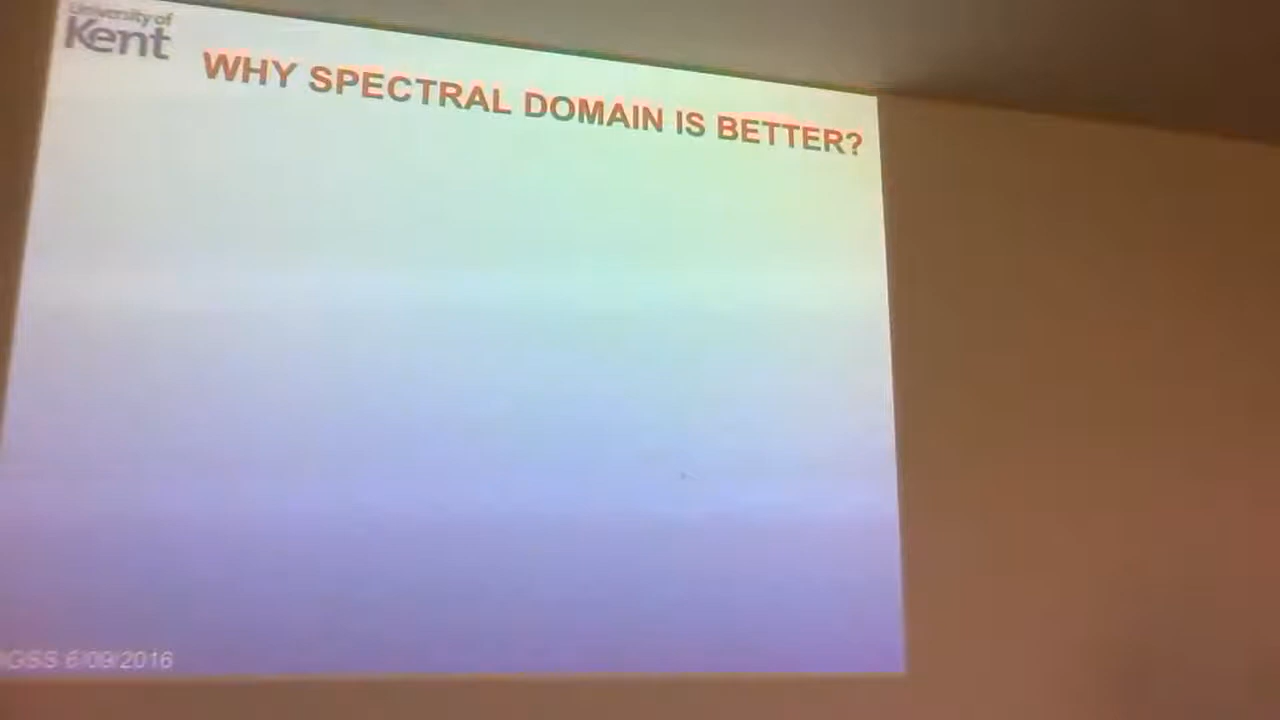 University of
Kent
WHY SPECTRAL DOMAIN IS BETTER?
GSS 6/09/2016